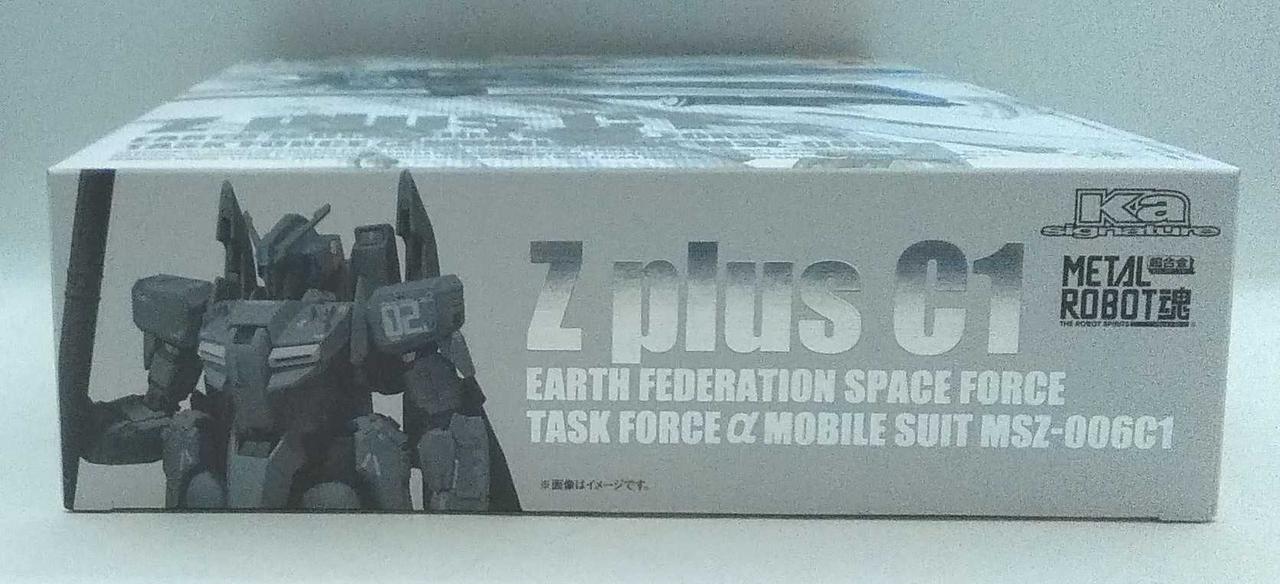 Ka
signature
METAL 超合金
ROBOT魂
THE ROBOT SPIRITS
Z plus C1
EARTH FEDERATION SPACE FORCE
TASK FORCE α MOBILE SUIT MSZ-006C1
02
※画像はイメージです。